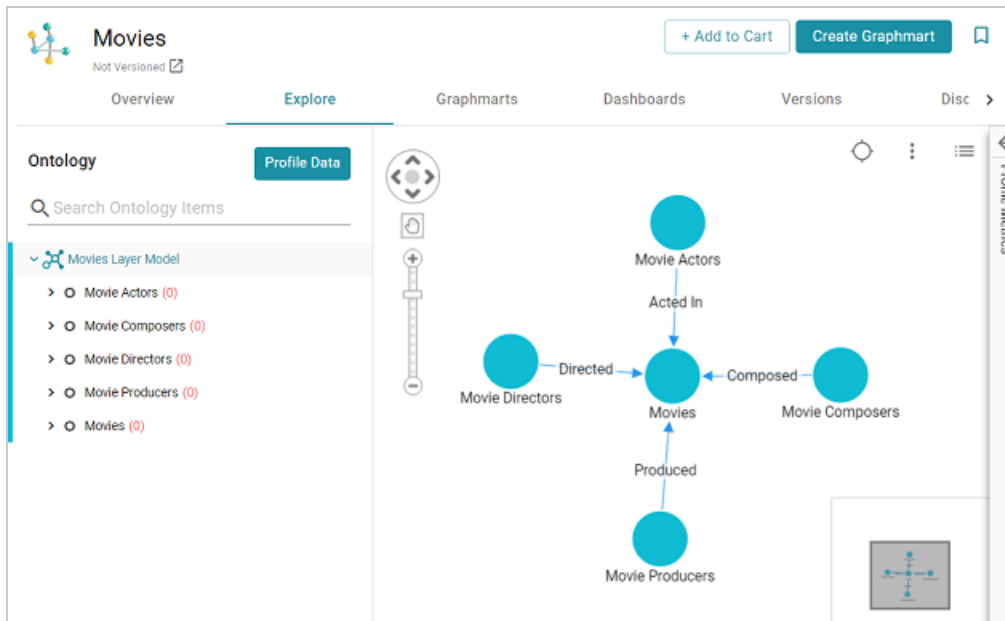 Movies
+ Add to Cart
Create Graphmart
Not Versioned
Overview
Explore
Graphmarts
Dashboards
Versions
Disc
Ontology
Profile Data
Search Ontology Items
Movies Layer Model
Movie Actors (0)
Movie Composers (0)
Movie Directors (0)
Movie Producers (0)
Movies (0)
Movie Actors
Acted In
Directed
Composed
Movie Directors
Movies
Movie Composers
Produced
Movie Producers